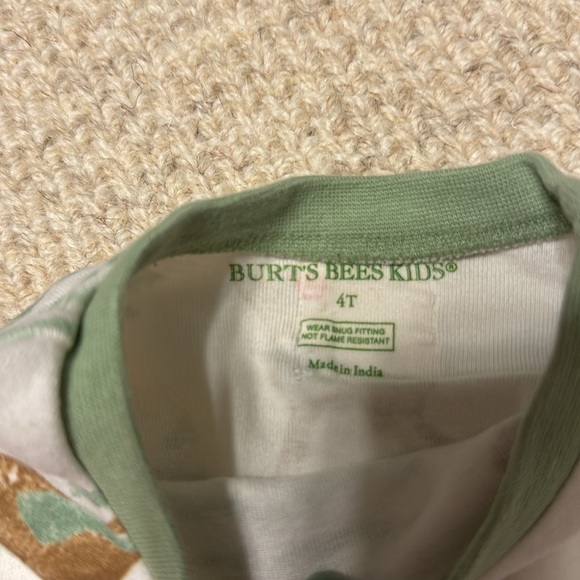 BURT'S BEES KIDS®
4T
WEAR SNUG FITTING
NOT FLAME RESISTANT
Made in India